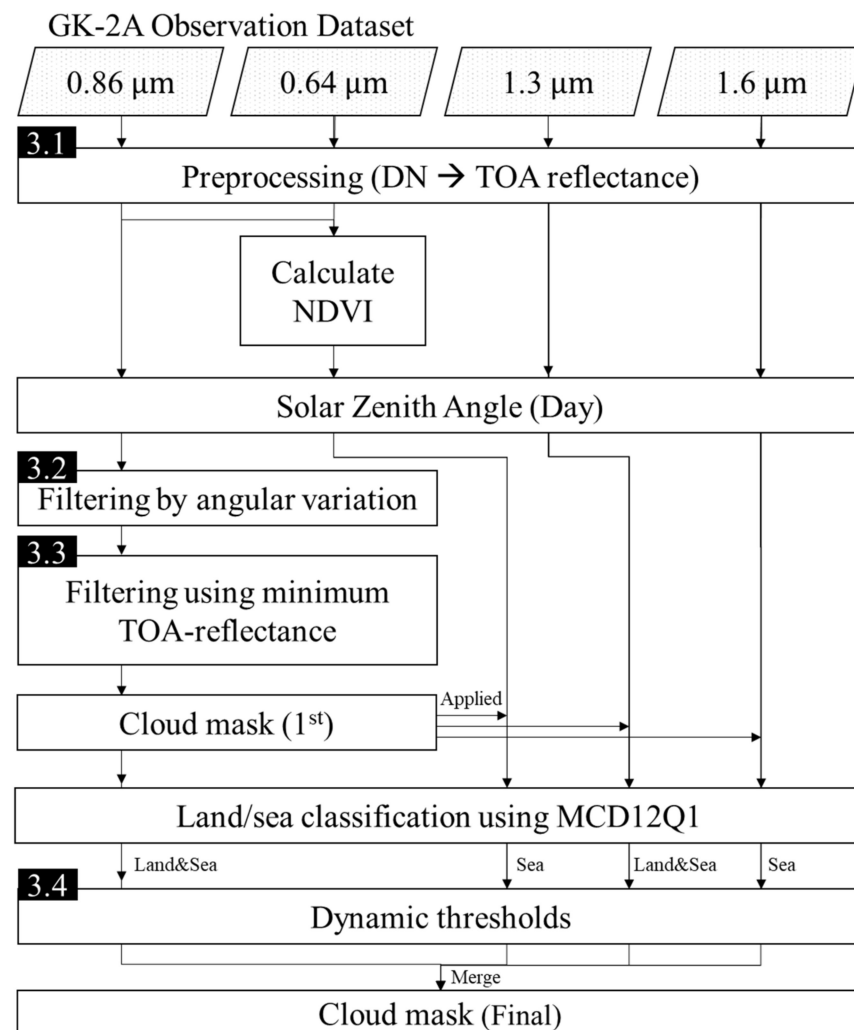 GK-2A Observation Dataset
0.86 μm
0.64 μm
1.3 μm
1.6 μm
3.1
Preprocessing (DN → TOA reflectance)
Calculate
NDVI
Solar Zenith Angle (Day)
3.2
Filtering by angular variation
3.3
Filtering using minimum
TOA-reflectance
Applied
Cloud mask (1st)
Land/sea classification using MCD12Q1
Land&Sea
Sea
Land&Sea
Sea
3.4
Dynamic thresholds
Merge
Cloud mask (Final)